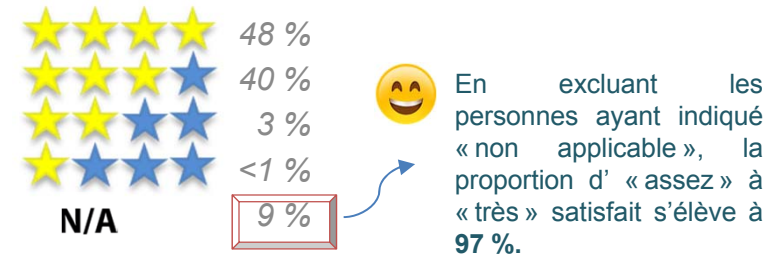 48 %
40 %
3 %
<1 %
N/A 9 %
En excluant les
personnes ayant indiqué
« non applicable », la
proportion d' « assez » à
« très » satisfait s'élève à
97 %.